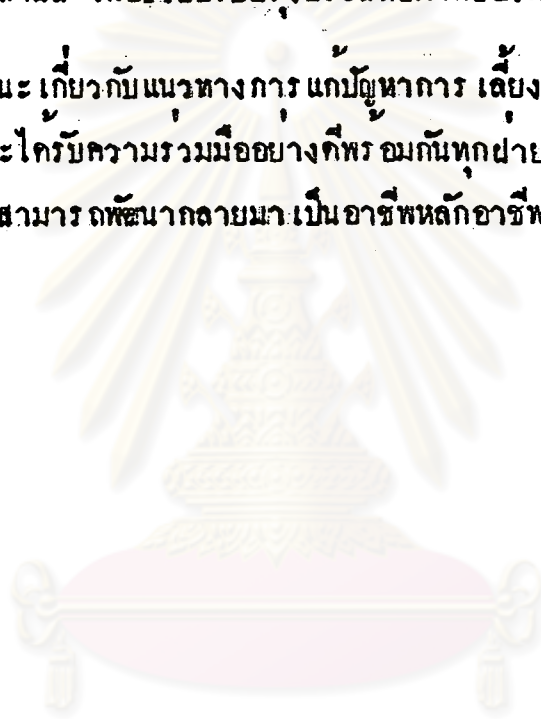 นะ เกี่ยวกับแนวทางการแก้ปัญหาการ เลี้ยง
ะได้รับความร่วมมืออย่างดีพร้อมกันทุกฝ่าย
สามารถพัฒนากลายมา เป็นอาชีพหลักอาชีพ